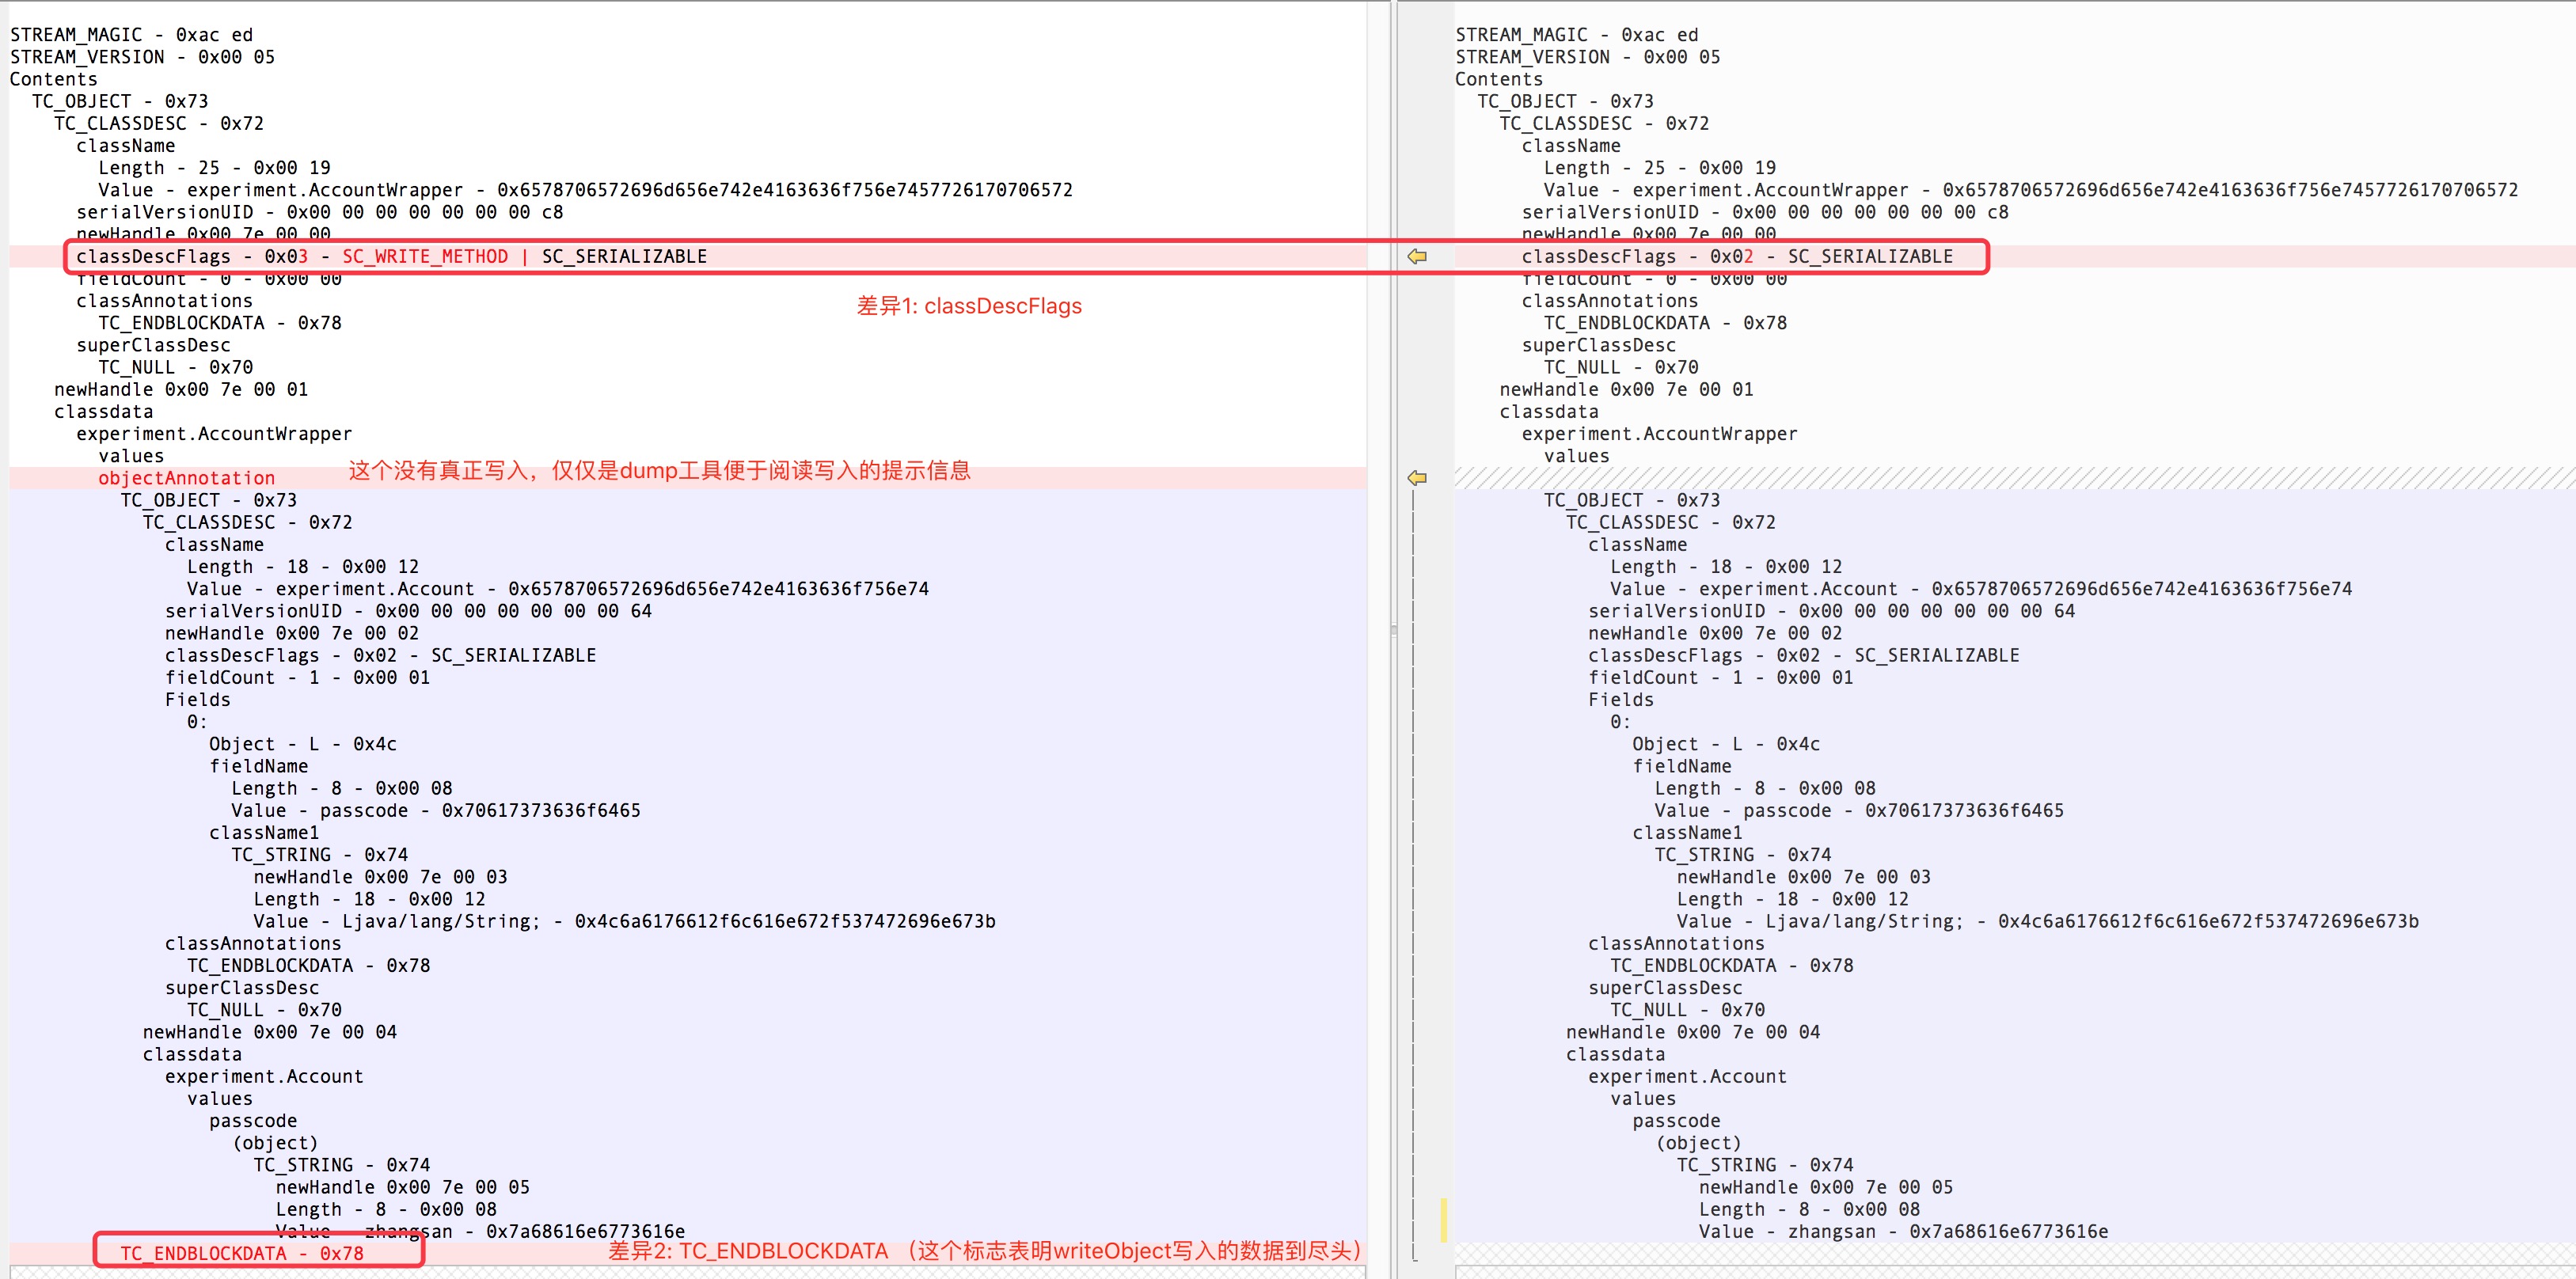 STREAM_MAGIC - 0xac ed
STREAM_VERSION - 0x00 05
Contents
TC_OBJECT - 0x73
TC_CLASSDESC - 0x72
className
Length - 25 - 0x00 19
Value - experiment.AccountWrapper - 0x6578706572696d656e742e4163636f756e7457726170706572
serialVersionUID - 0x00 00 00 00 00 00 00 c8
newHandle 0x00 7e 00 00
classDescFlags - 0x03 - SC_WRITE_METHOD | SC_SERIALIZABLE
fieldCount - 0 - 0x00 00
差异1: classDescFlags
classAnnotations
TC_ENDBLOCKDATA - 0x78
superClassDesc
TC_NULL - 0x70
newHandle 0x00 7e 00 01
classdata
experiment.AccountWrapper
values
objectAnnotation
这个没有真正写入，仅仅是dump工具便于阅读写入的提示信息
TC_OBJECT - 0x73
TC_CLASSDESC - 0x72
className
Length - 18 - 0x00 12
Value - experiment.Account - 0x6578706572696d656e742e4163636f756e74
serialVersionUID - 0x00 00 00 00 00 00 00 64
newHandle 0x00 7e 00 02
classDescFlags - 0x02 - SC_SERIALIZABLE
fieldCount - 1 - 0x00 01
Fields
0:
Object - L - 0x4c
fieldName
Length - 8 - 0x00 08
Value - passcode - 0x70617373636f6465
className1
TC_STRING - 0x74
newHandle 0x00 7e 00 03
Length - 18 - 0x00 12
Value - Ljava/lang/String; - 0x4c6a6176612f6c616e672f537472696e673b
classAnnotations
TC_ENDBLOCKDATA - 0x78
superClassDesc
TC_NULL - 0x70
newHandle 0x00 7e 00 04
classdata
experiment.Account
values
passcode
(object)
TC_STRING - 0x74
newHandle 0x00 7e 00 05
Length - 8 - 0x00 08
Value - zhangsan - 0x7a68616e6773616e
TC_ENDBLOCKDATA - 0x78
差异2: TC_ENDBLOCKDATA （这个标志表明writeObject写入的数据到尽头）
STREAM_MAGIC - 0xac ed
STREAM_VERSION - 0x00 05
Contents
TC_OBJECT - 0x73
TC_CLASSDESC - 0x72
className
Length - 25 - 0x00 19
Value - experiment.AccountWrapper - 0x6578706572696d656e742e4163636f756e7457726170706572
serialVersionUID - 0x00 00 00 00 00 00 00 c8
newHandle 0x00 7e 00 00
classDescFlags - 0x02 - SC_SERIALIZABLE
fieldCount - 0 - 0x00 00
classAnnotations
TC_ENDBLOCKDATA - 0x78
superClassDesc
TC_NULL - 0x70
newHandle 0x00 7e 00 01
classdata
experiment.AccountWrapper
values
TC_OBJECT - 0x73
TC_CLASSDESC - 0x72
className
Length - 18 - 0x00 12
Value - experiment.Account - 0x6578706572696d656e742e4163636f756e74
serialVersionUID - 0x00 00 00 00 00 00 00 64
newHandle 0x00 7e 00 02
classDescFlags - 0x02 - SC_SERIALIZABLE
fieldCount - 1 - 0x00 01
Fields
0:
Object - L - 0x4c
fieldName
Length - 8 - 0x00 08
Value - passcode - 0x70617373636f6465
className1
TC_STRING - 0x74
newHandle 0x00 7e 00 03
Length - 18 - 0x00 12
Value - Ljava/lang/String; - 0x4c6a6176612f6c616e672f537472696e673b
classAnnotations
TC_ENDBLOCKDATA - 0x78
superClassDesc
TC_NULL - 0x70
newHandle 0x00 7e 00 04
classdata
experiment.Account
values
passcode
(object)
TC_STRING - 0x74
newHandle 0x00 7e 00 05
Length - 8 - 0x00 08
Value - zhangsan - 0x7a68616e6773616e